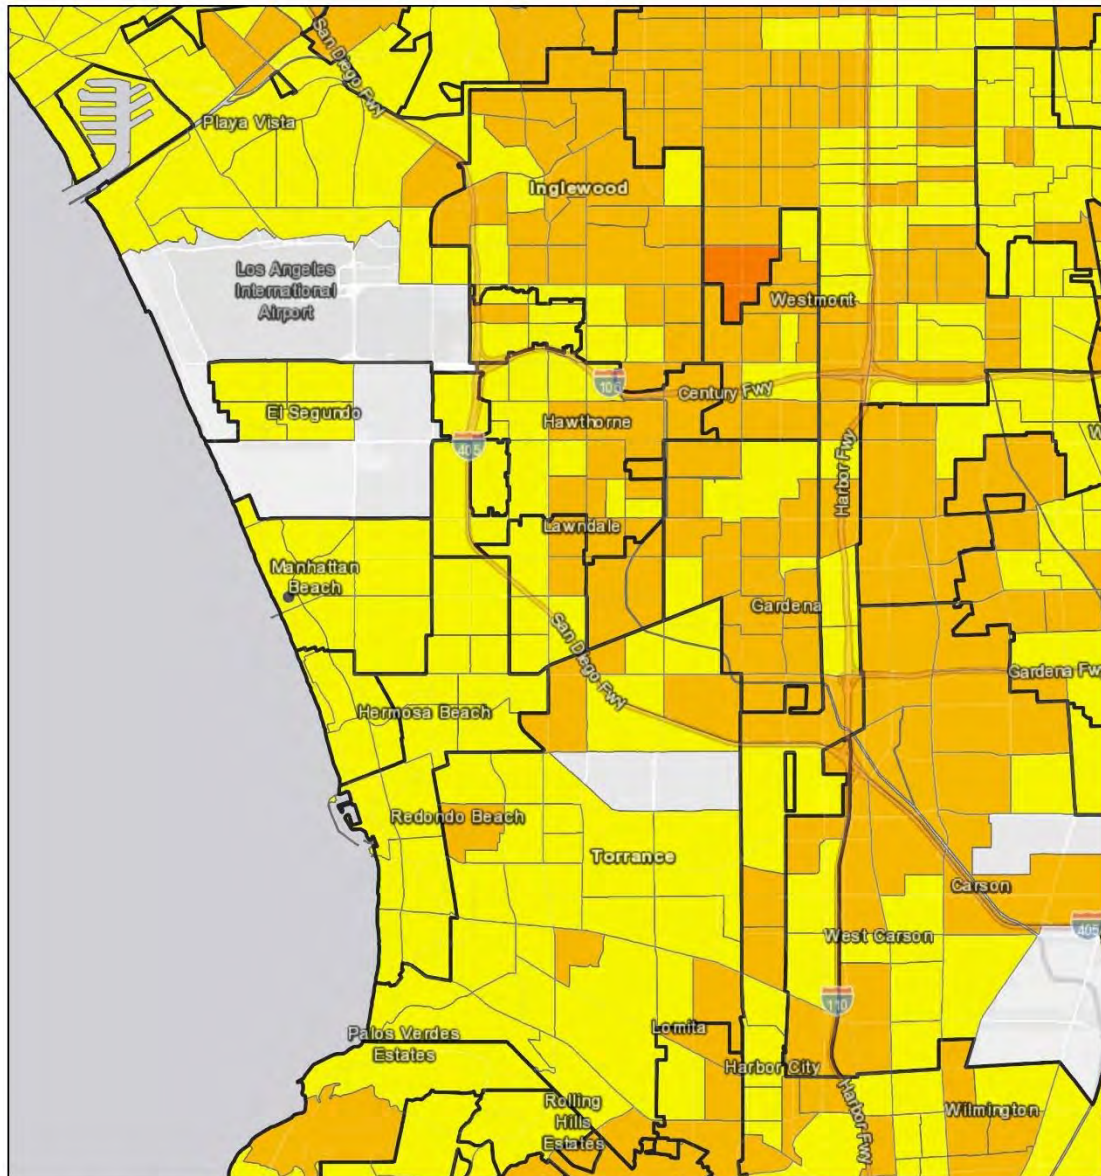 San Diego Fwy
Playa Vista
Inglewood
Los Angeles
International
Airport
Westmont
105
Century Fwy
El Segundo
Hawthorne
405
Harbor Fwy
Lawndale
Manhattan
Beach
Gardena
San Diego Fwy
Gardena Fwy
Hermosa Beach
Redondo Beach
Torrance
Carson
405
West Carson
110
Lomita
Palos Verdes
Estates
Harbor City
Rolling
Hills
Estates
Harbor Fwy
Wilmington